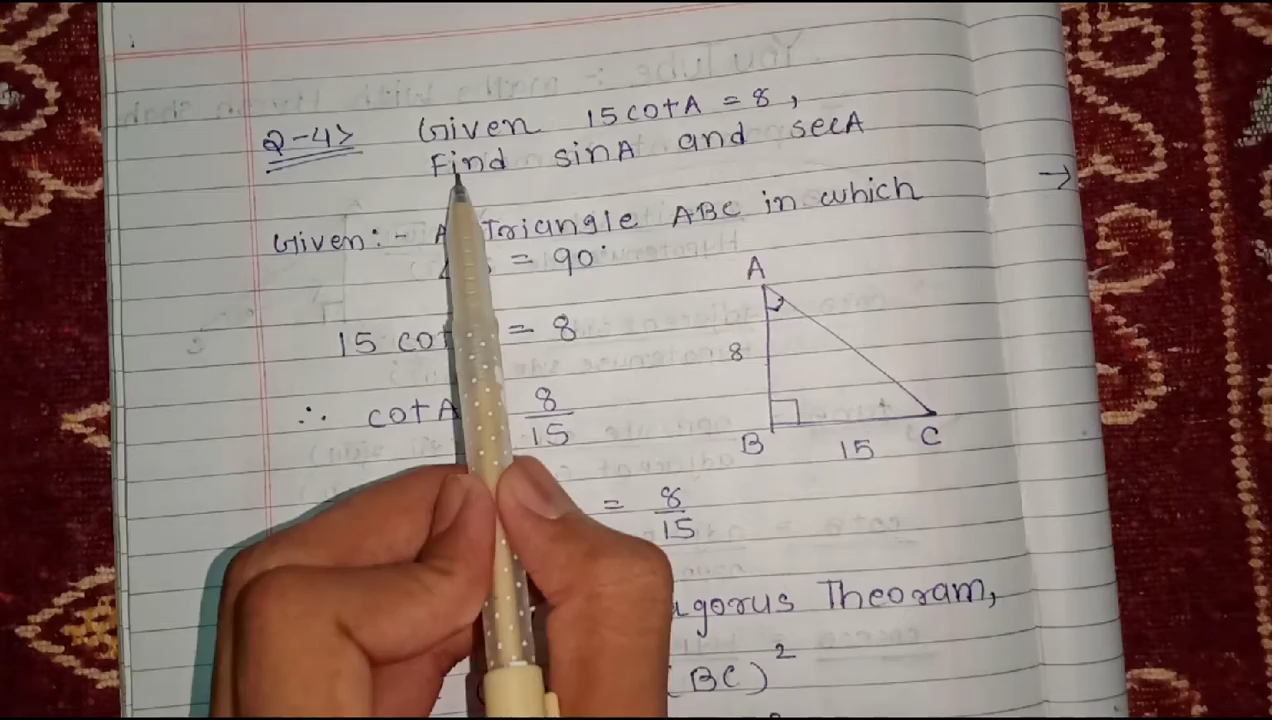 Q-4> Given 15 cotA = 8,
Find sinA and secA
Given:- A Triangle ABC in which
= 90°
15 cot = 8
∴ cotA 8/15
= 8/15
A
8
B 15 C
agorus Theoram,
(BC)²